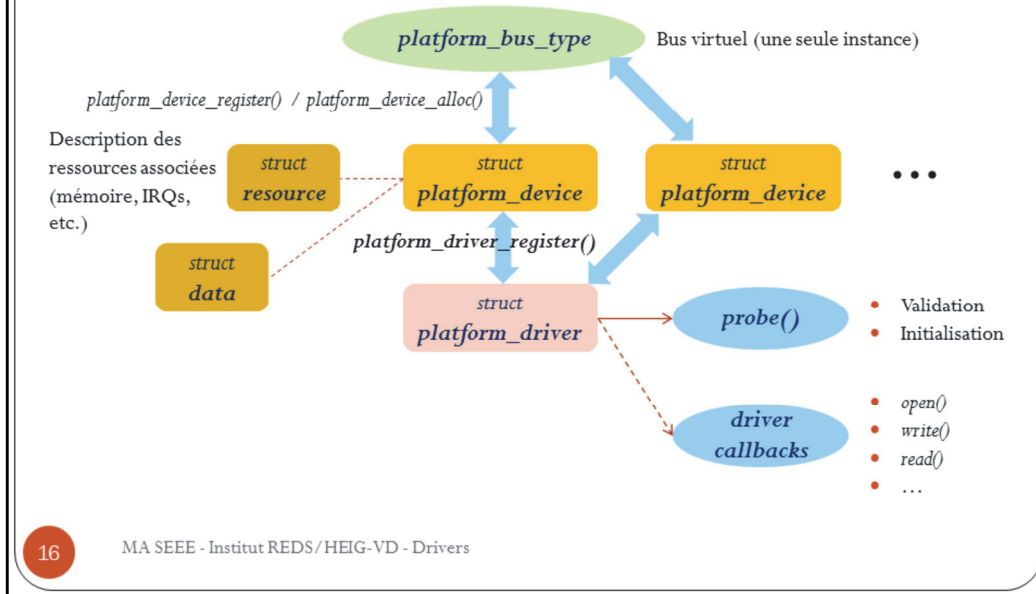 platform_bus_type
Bus virtuel (une seule instance)
platform_device_register() / platform_device_alloc()
Description des
ressources associées
(mémoire, IRQs,
etc.)
struct
resource
struct
platform_device
struct
platform_device
...
platform_driver_register()
struct
data
struct
platform_driver
probe()
• Validation
• Initialisation
driver
callbacks
• open()
• write()
• read()
• ...
16
MA SEEE - Institut REDS/HEIG-VD - Drivers